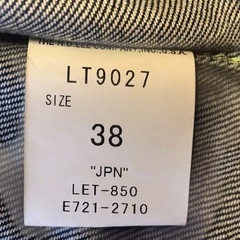 THE H.D.LEE COMPANY, INC., U.S.A.
LT9027
SIZE
38
"JPN"
LET-850
E721-2710